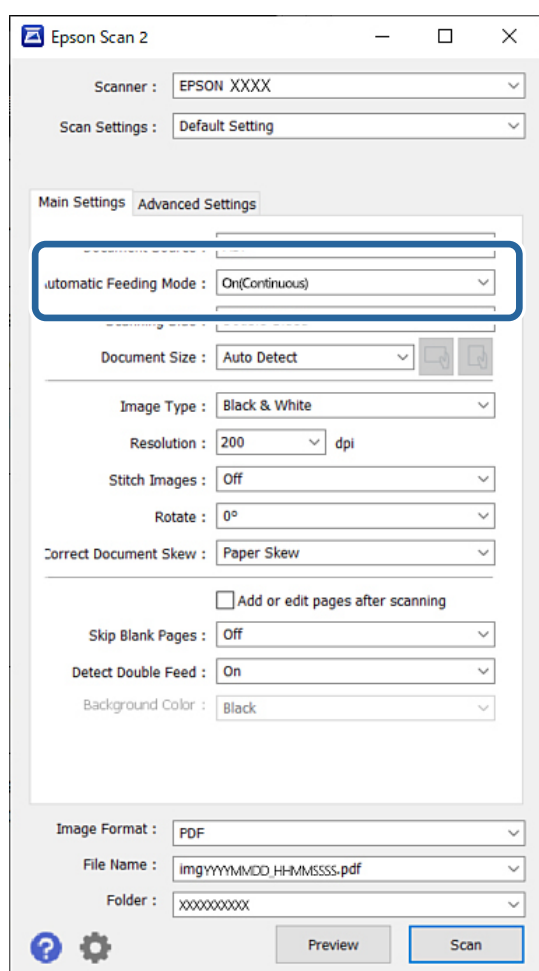 Epson Scan 2
Scanner : EPSON XXXX
Scan Settings : Default Setting
Main Settings Advanced Settings
utomatic Feeding Mode : On(Continuous)
Document Size : Auto Detect
Image Type : Black & White
Resolution : 200 dpi
Stitch Images : Off
Rotate : 0°
Correct Document Skew : Paper Skew
Add or edit pages after scanning
Skip Blank Pages : Off
Detect Double Feed : On
Background Color : Black
Image Format : PDF
File Name : imgYYYYMMDD_HHMMSSSS.pdf
Folder : XXXXXXXXXX
Preview Scan